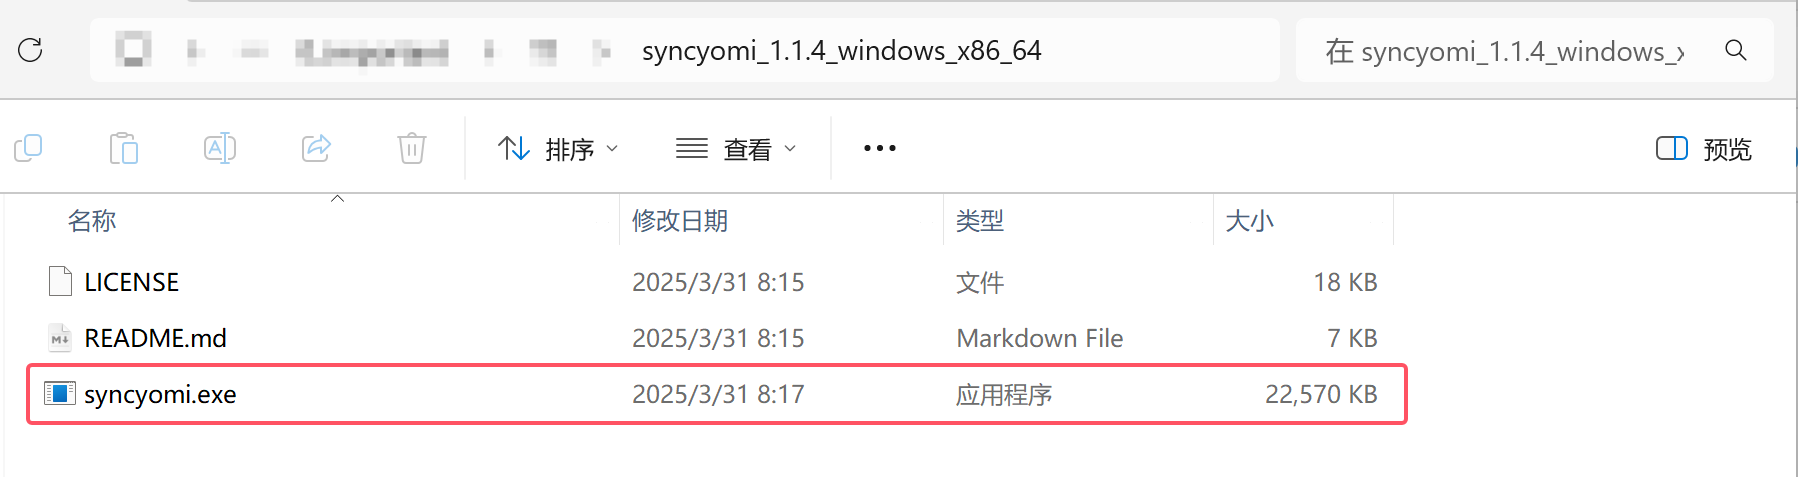 syncyomi_1.1.4_windows_x86_64 在 syncyomi_1.1.4_windows_x
排序 查看 预览
名称 修改日期 类型 大小
LICENSE 2025/3/31 8:15 文件 18 KB
README.md 2025/3/31 8:15 Markdown File 7 KB
syncyomi.exe 2025/3/31 8:17 应用程序 22,570 KB